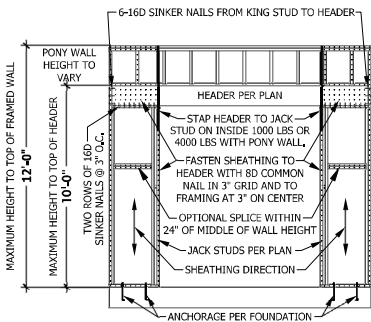 6-16D SINKER NAILS FROM KING STUD TO HEADER
PONY WALL
HEIGHT TO
VARY
HEADER PER PLAN
STAP HEADER TO JACK
STUD ON INSIDE 1000 LBS OR
4000 LBS WITH PONY WALL.
FASTEN SHEATHING TO
HEADER WITH 8D COMMON
NAIL IN 3" GRID AND TO
FRAMING AT 3" ON CENTER
OPTIONAL SPLICE WITHIN
24" OF MIDDLE OF WALL HEIGHT
JACK STUDS PER PLAN
SHEATHING DIRECTION
ANCHORAGE PER FOUNDATION
MAXIMUM HEIGHT TO TOP OF FRAMED WALL
12'-0"
MAXIMUM HEIGHT TO TOP OF HEADER
10'-0"
TWO ROWS OF 16D
SINKER NAILS @ 3" O.C.